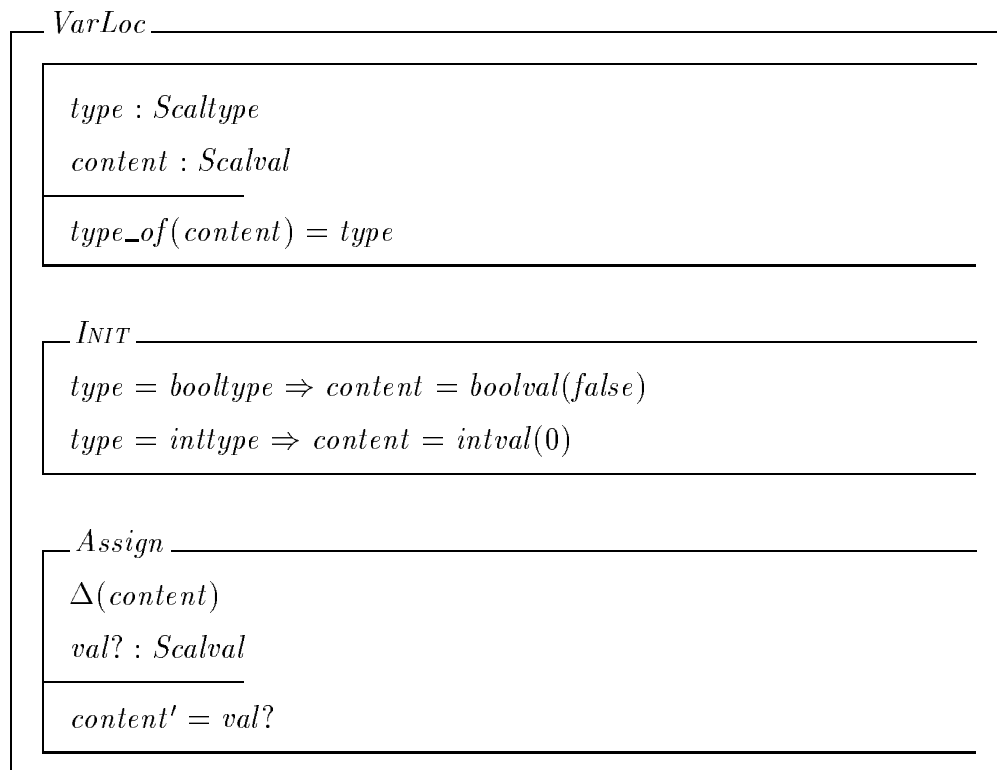 VarLoc
type : Scaltype
content : Scalval
type_of(content) = type
INIT
type = booltype ⇒ content = boolval(false)
type = inttype ⇒ content = intval(0)
Assign
Δ(content)
val? : Scalval
content′ = val?